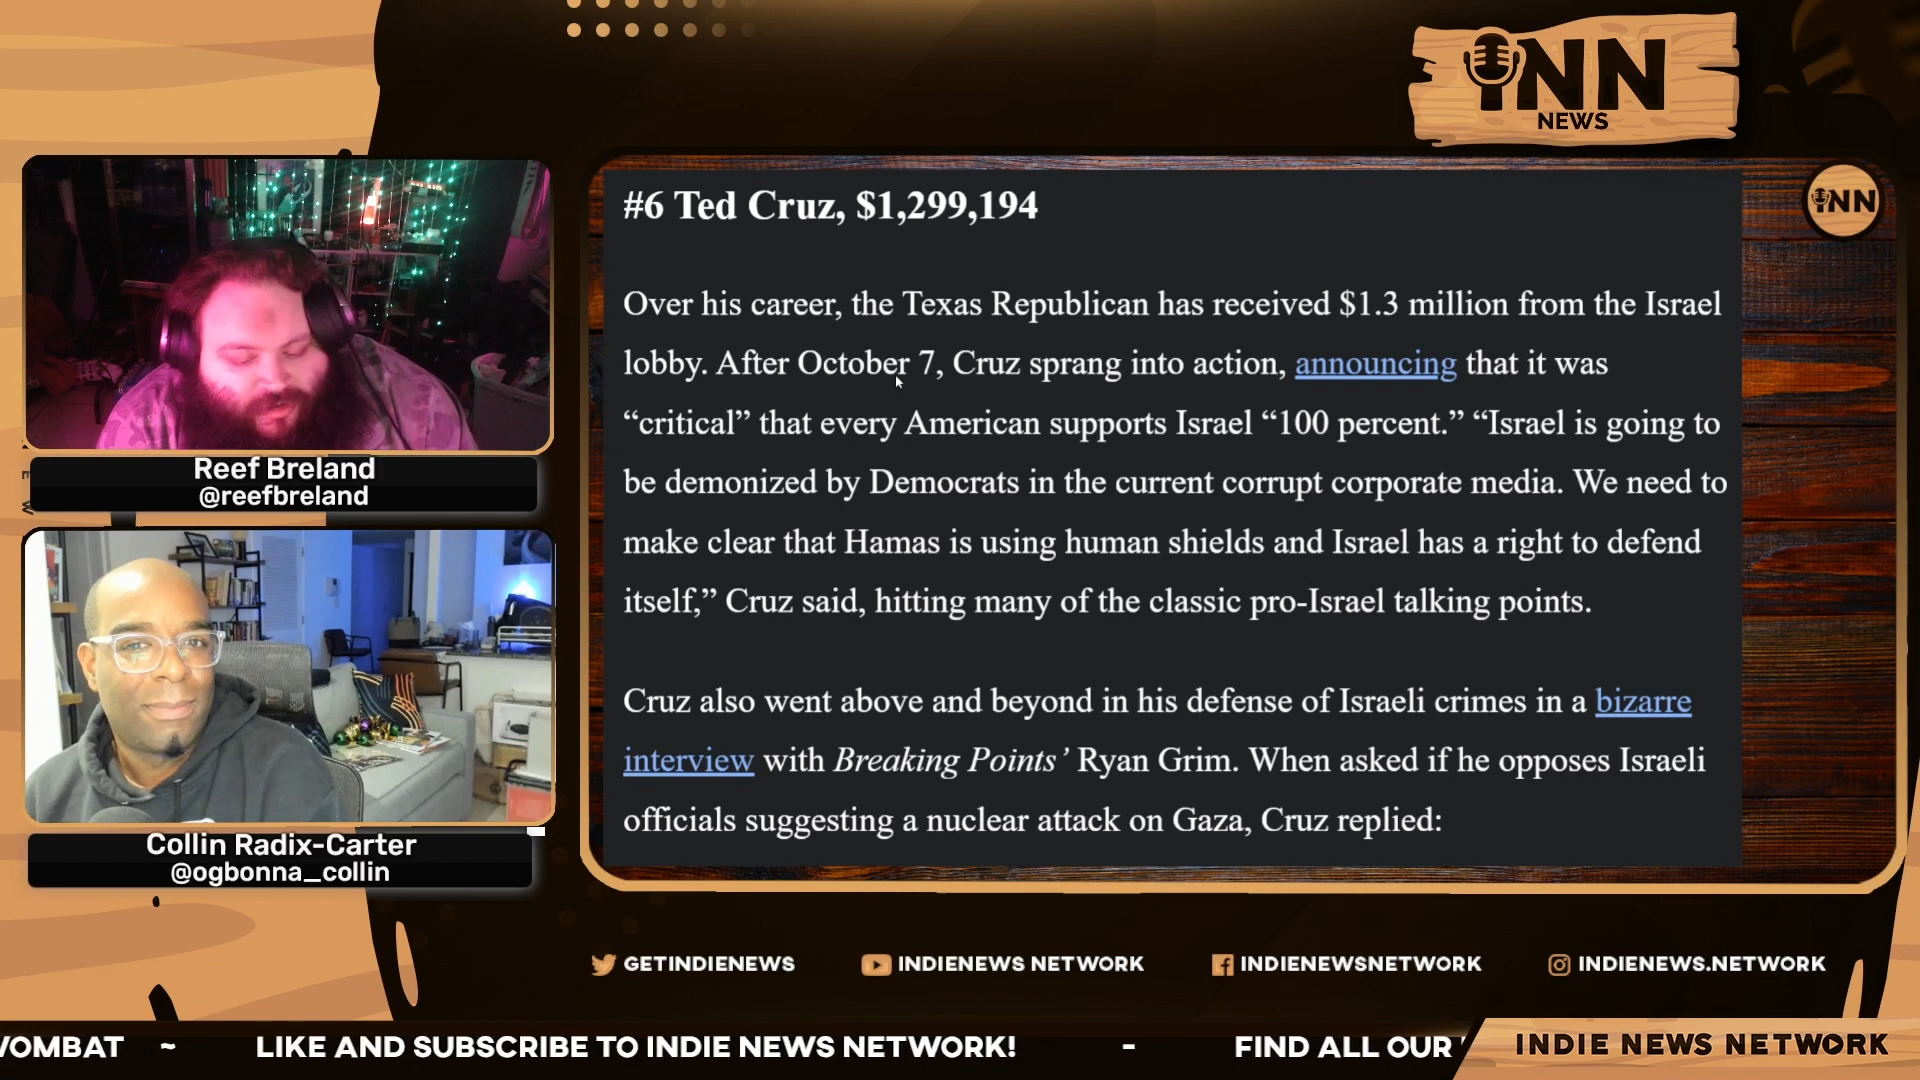 iNN
NEWS
iNN
#6 Ted Cruz, $1,299,194
Over his career, the Texas Republican has received $1.3 million from the Israel
lobby. After October 7, Cruz sprang into action, announcing that it was
“critical” that every American supports Israel “100 percent.” “Israel is going to
be demonized by Democrats in the current corrupt corporate media. We need to
make clear that Hamas is using human shields and Israel has a right to defend
itself,” Cruz said, hitting many of the classic pro-Israel talking points.
Cruz also went above and beyond in his defense of Israeli crimes in a bizarre
interview with Breaking Points’ Ryan Grim. When asked if he opposes Israeli
officials suggesting a nuclear attack on Gaza, Cruz replied:
Reef Breland
@reefbreland
Collin Radix-Carter
@ogbonna_collin
GETINDIENEWS
INDIENEWS NETWORK
INDIENEWSNETWORK
INDIENEWS.NETWORK
VOMBAT ~ LIKE AND SUBSCRIBE TO INDIE NEWS NETWORK! - FIND ALL OUR
INDIE NEWS NETWORK